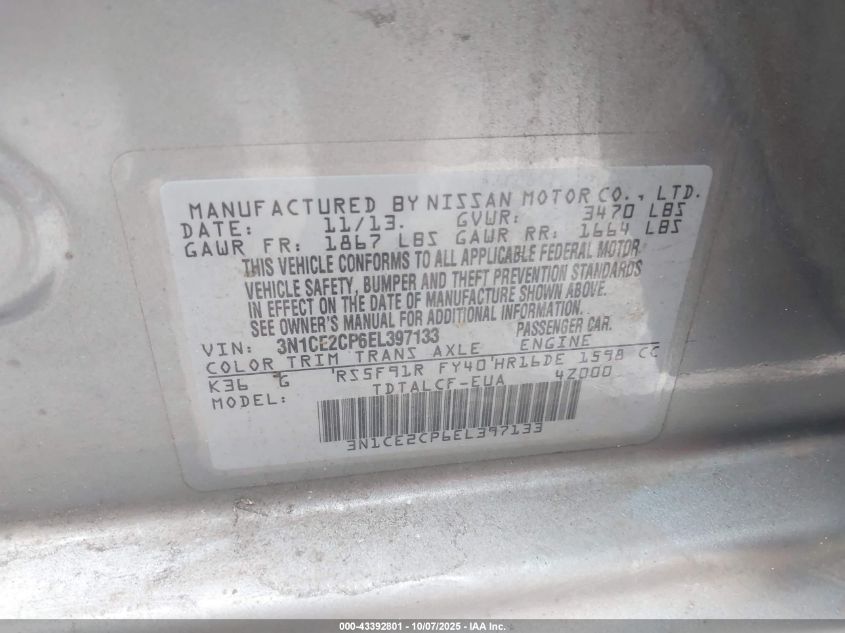 MANUFACTURED BY NISSAN MOTOR CO., LTD.
DATE: 11/13. GVWR: 3470 LBS
GAWR FR: 1867 LBS GAWR RR: 1664 LBS
THIS VEHICLE CONFORMS TO ALL APPLICABLE FEDERAL MOTOR
VEHICLE SAFETY, BUMPER AND THEFT PREVENTION STANDARDS
IN EFFECT ON THE DATE OF MANUFACTURE SHOWN ABOVE.
SEE OWNER'S MANUAL FOR ADDITIONAL INFORMATION.
VIN: 3N1CE2CP6EL397133 PASSENGER CAR.
COLOR TRIM TRANS AXLE ENGINE
K36 G RS5F91R FY40 HR16DE 1598 CC
MODEL: TDTALCF-EUA 4Z000
3N1CE2CP6EL397133
000-43392801 - 10/07/2025 - IAA Inc.